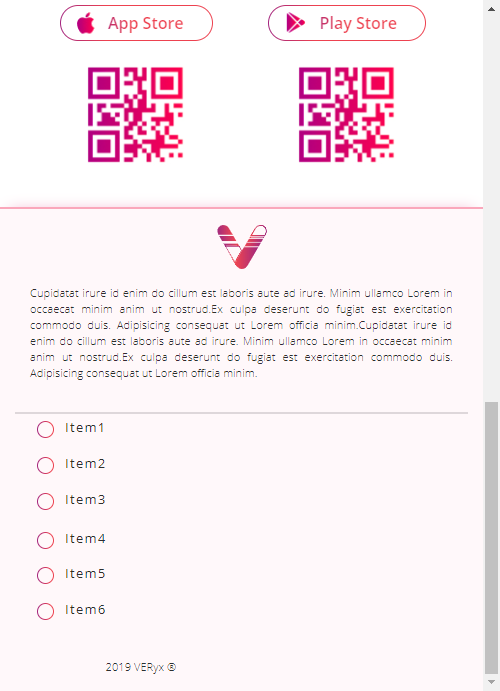 App Store
Play Store
Cupidatat irure id enim do cillum est laboris aute ad irure. Minim ullamco Lorem in
occaecat minim anim ut nostrud.Ex culpa deserunt do fugiat est exercitation
commodo duis. Adipisicing consequat ut Lorem officia minim.Cupidatat irure id
enim do cillum est laboris aute ad irure. Minim ullamco Lorem in occaecat minim
anim ut nostrud.Ex culpa deserunt do fugiat est exercitation commodo duis.
Adipisicing consequat ut Lorem officia minim.
Item1
Item2
Item3
Item4
Item5
Item6
2019 VERyx ®